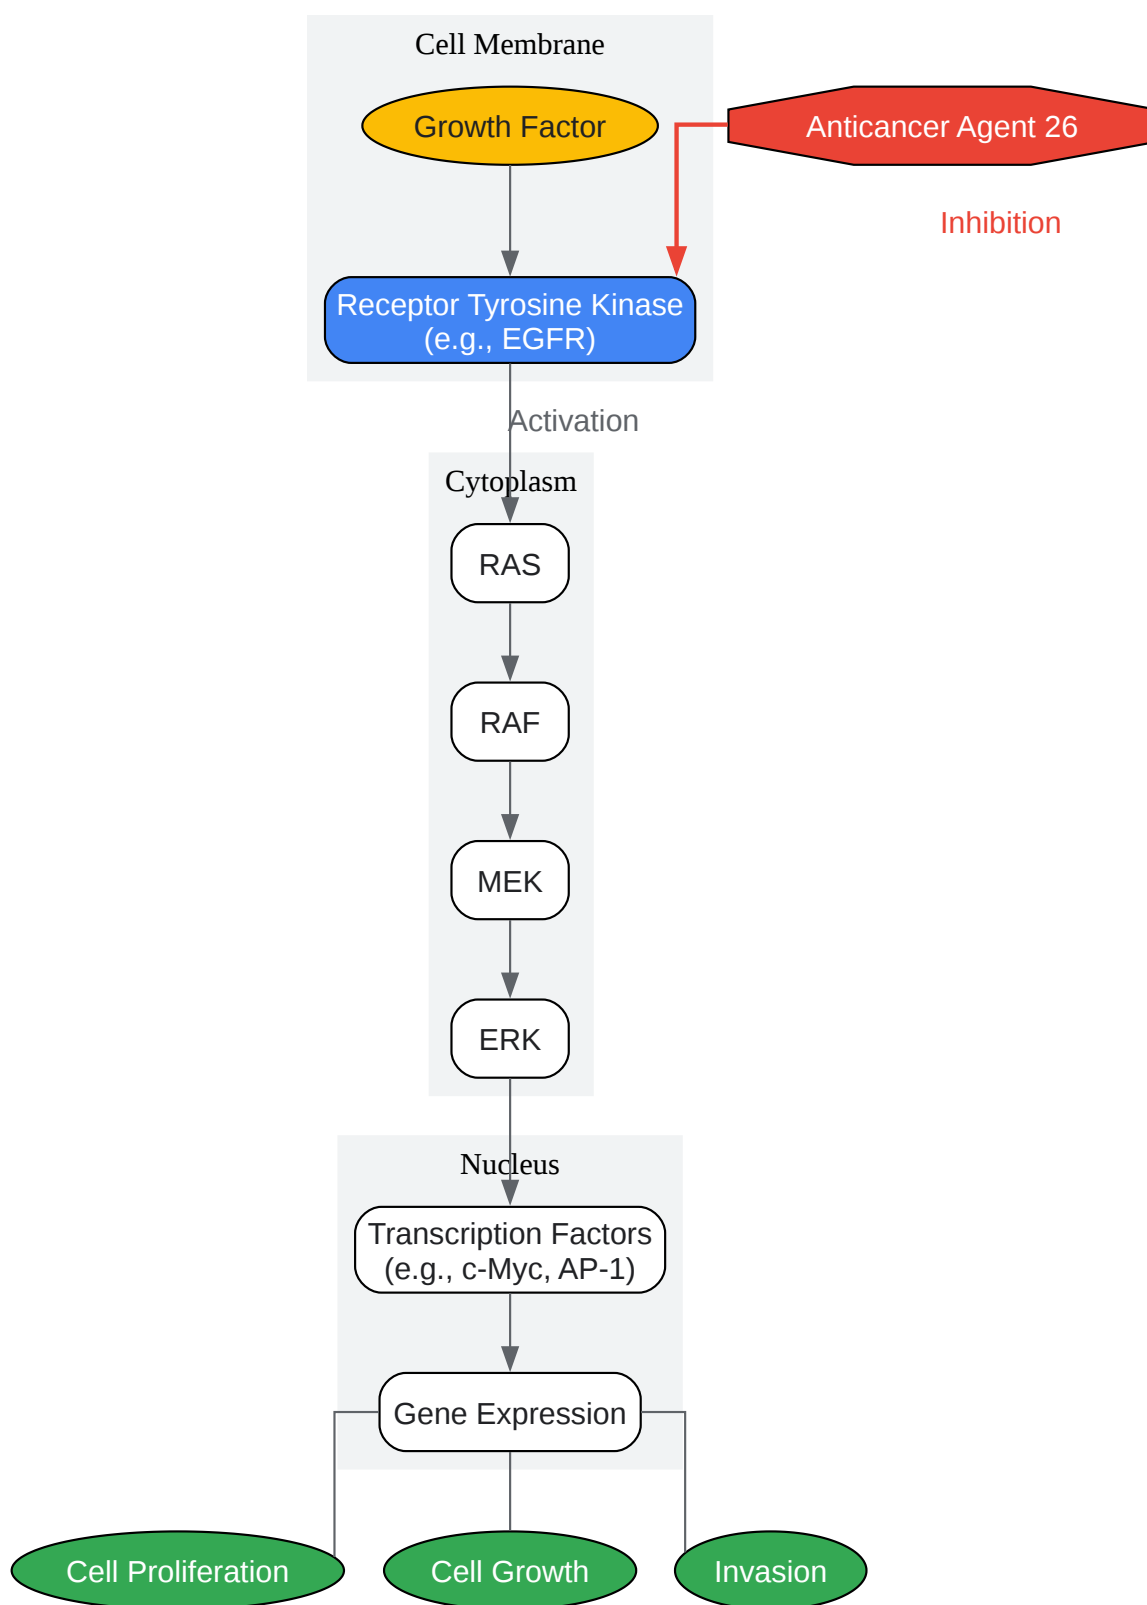 Cell Membrane
Growth Factor
Anticancer Agent 26
Inhibition
Receptor Tyrosine Kinase
(e.g., EGFR)
Activation
Cytoplasm
RAS
RAF
MEK
ERK
Nucleus
Transcription Factors
(e.g., c-Myc, AP-1)
Gene Expression
Cell Proliferation
Cell Growth
Invasion